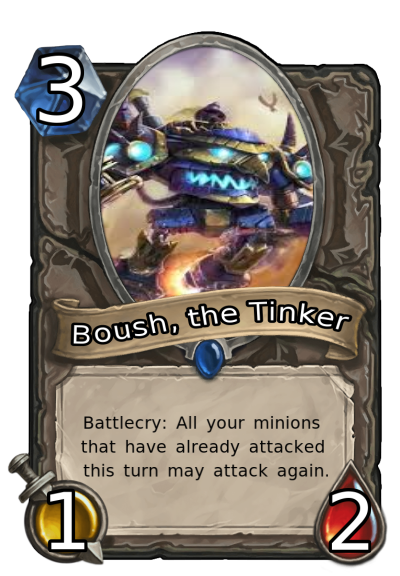 3
Boush, the Tinker
Battlecry: All your minions
that have already attacked
this turn may attack again.
1
2